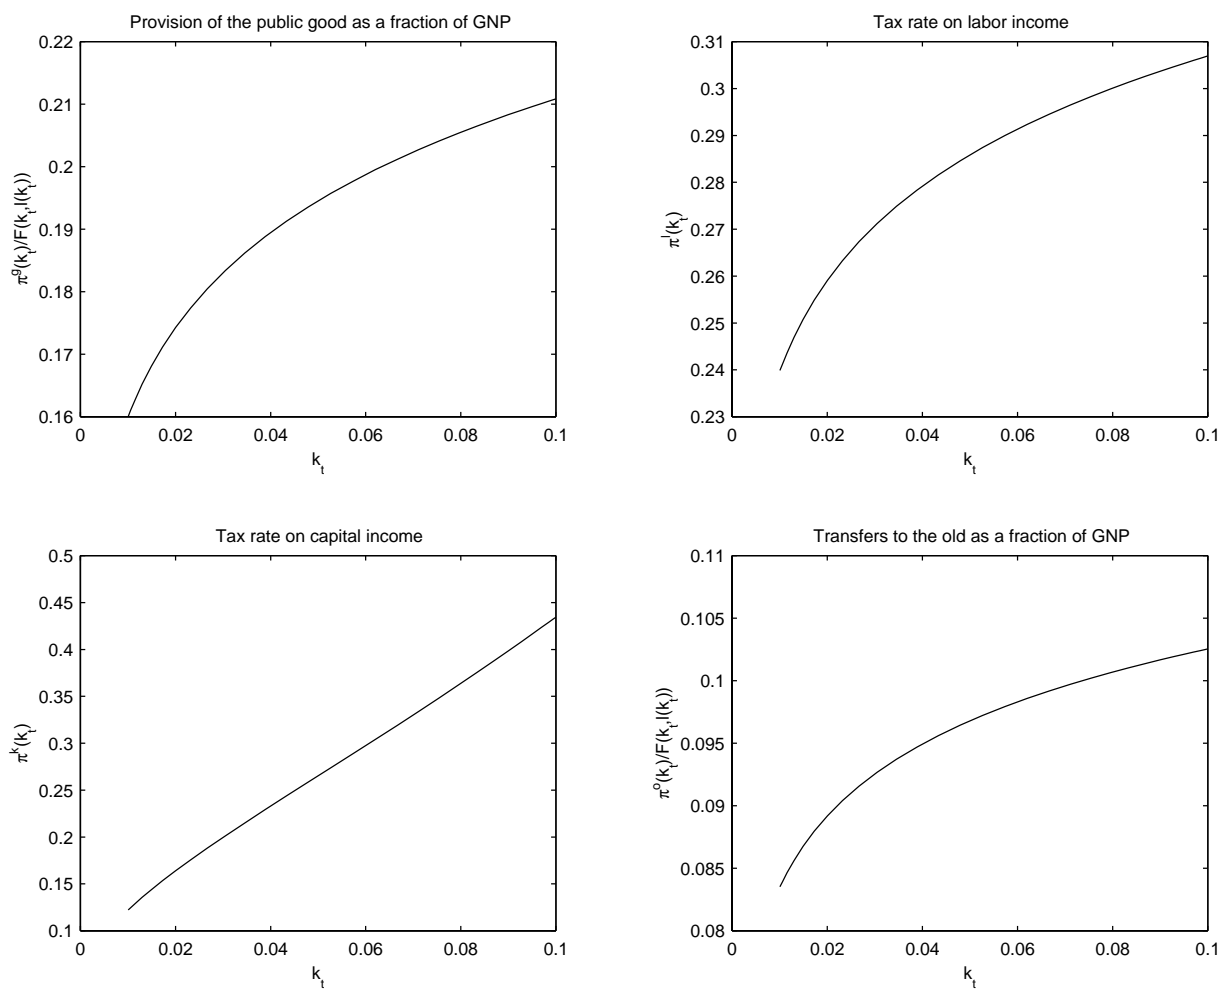 Provision of the public good as a fraction of GNP
0.22
0.21
0.2
0.19
0.18
0.17
0.16
π^g(k_t)/F(k_t,l(k_t))
0 0.02 0.04 0.06 0.08 0.1
k_t
Tax rate on labor income
0.31
0.3
0.29
0.28
0.27
0.26
0.25
0.24
0.23
π^l(k_t)
0 0.02 0.04 0.06 0.08 0.1
k_t
Tax rate on capital income
0.5
0.45
0.4
0.35
0.3
0.25
0.2
0.15
0.1
π^k(k_t)
0 0.02 0.04 0.06 0.08 0.1
k_t
Transfers to the old as a fraction of GNP
0.11
0.105
0.1
0.095
0.09
0.085
0.08
π^o(k_t)/F(k_t,l(k_t))
0 0.02 0.04 0.06 0.08 0.1
k_t